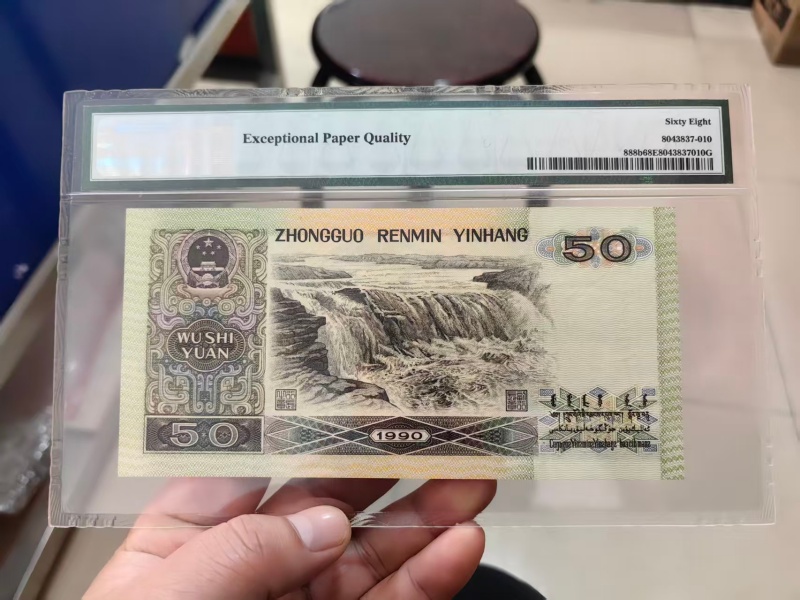 Sixty Eight
Exceptional Paper Quality
8043837-010
888b68E8043837010G
ZHONGGUO RENMIN YINHANG
50
WU SHI
YUAN
50
1990